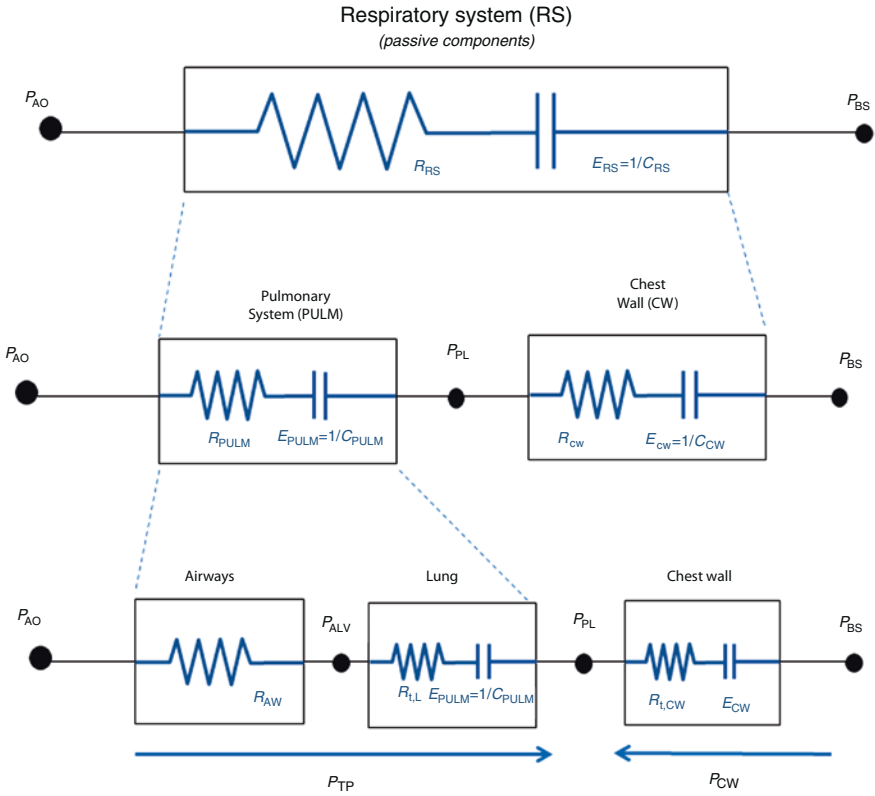 Respiratory system (RS)
(passive components)
PAO
PBS
RRS
ERS=1/CRS
Pulmonary
System (PULM)
Chest
Wall (CW)
PAO
PPL
PBS
RPULM
EPULM=1/CPULM
Rcw
Ecw=1/CCW
Airways
Lung
Chest wall
PAO
PALV
PPL
PBS
RAW
Rt,L
EPULM=1/CPULM
Rt,CW
ECW
PTP
PCW